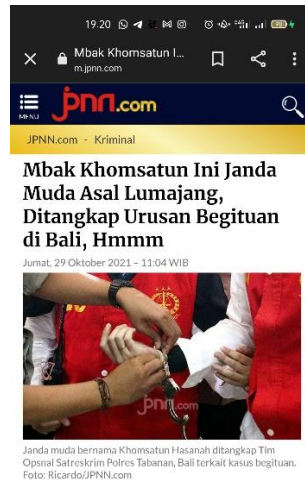 19.20
Mbak Khomsatun I...
m.jpnn.com
MENU
jpnn.com
JPNN.com - Kriminal
Mbak Khomsatun Ini Janda
Muda Asal Lumajang,
Ditangkap Urusan Begituan
di Bali, Hmmm
Jumat, 29 Oktober 2021 – 11:04 WIB
jpnn.com
Janda muda bernama Khomsatun Hasanah ditangkap Tim
Opsnal Satreskrim Polres Tabanan, Bali terkait kasus begituan.
Foto: Ricardo/JPNN.com